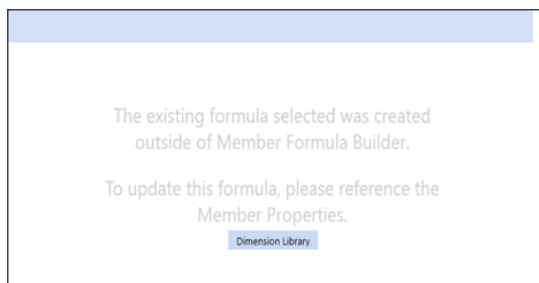 The existing formula selected was created
outside of Member Formula Builder.
To update this formula, please reference the
Member Properties.
Dimension Library